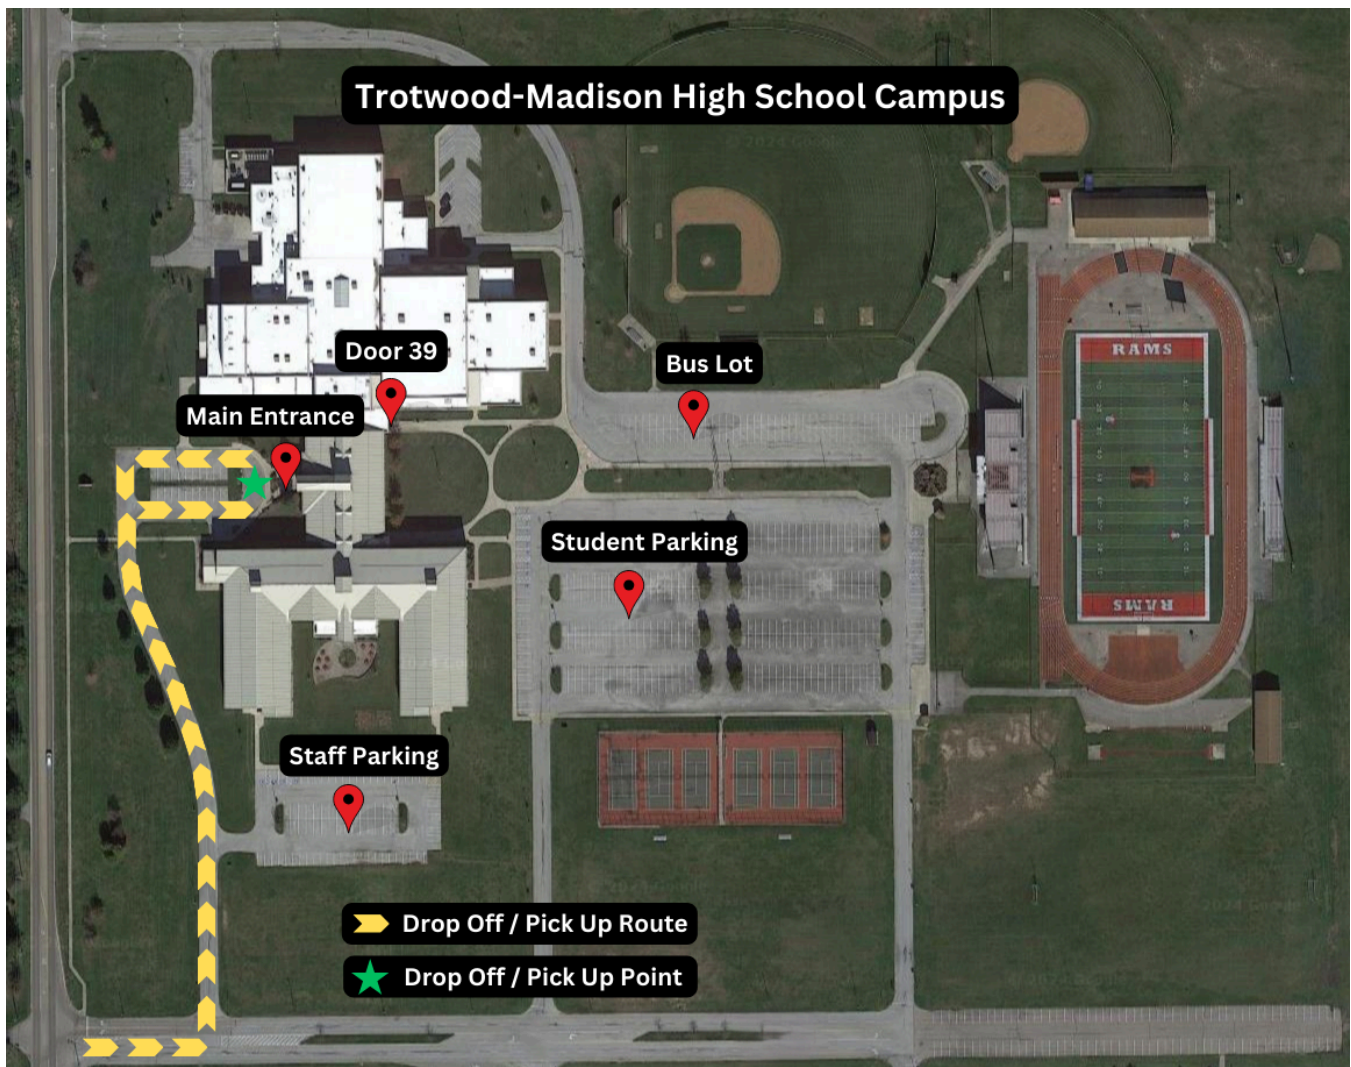 Trotwood-Madison High School Campus
Door 39
Bus Lot
Main Entrance
RAMS
Student Parking
RAMS
Staff Parking
Drop Off / Pick Up Route
Drop Off / Pick Up Point